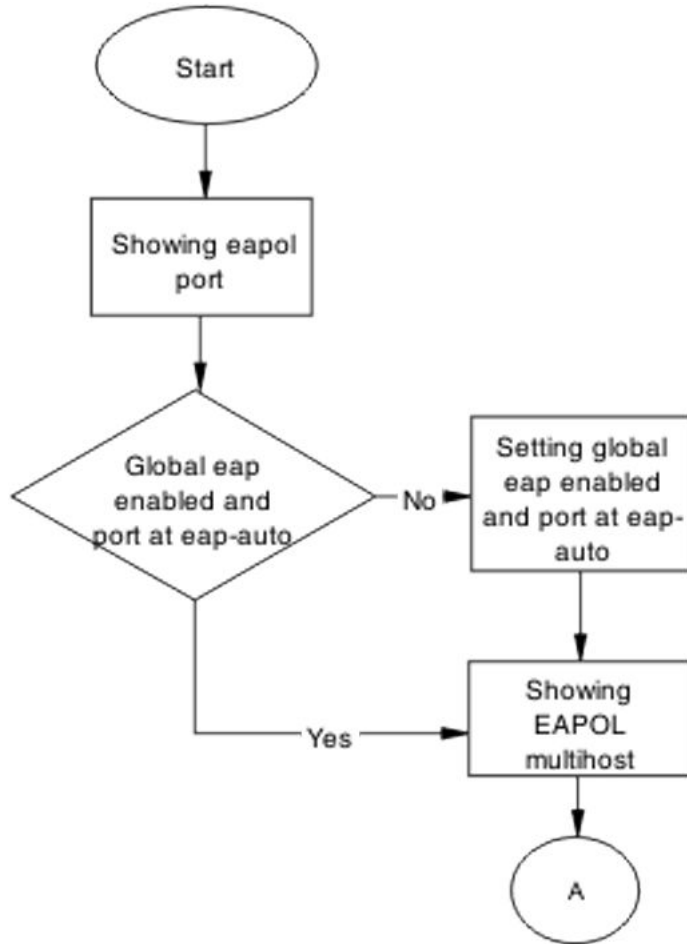 Start
Showing eapol
port
Global eap
enabled and
port at eap-auto
No
Setting global
eap enabled
and port at eap-
auto
Yes
Showing
EAPOL
multihost
A